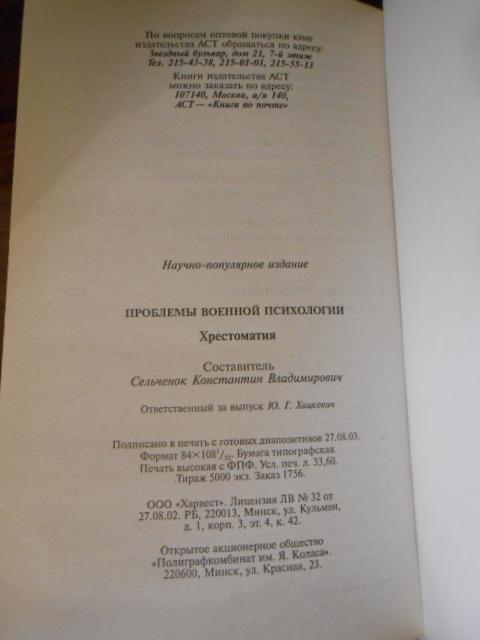 По вопросам оптовой покупки книг
издательства АСТ обращаться по адресу:
Звездный бульвар, дом 21, 7-й этаж
Тел. 215-43-38, 215-01-01, 215-55-13
Книги издательства АСТ
можно заказать по адресу:
107140, Москва, а/я 140,
АСТ — «Книги по почте»
Научно-популярное издание
ПРОБЛЕМЫ ВОЕННОЙ ПСИХОЛОГИИ
Хрестоматия
Составитель
Сельченок Константин Владимирович
Ответственный за выпуск Ю. Г. Хацкевич
Подписано в печать с готовых диапозитивов 27.08.03.
Формат 84×108¹/₃₂. Бумага типографская.
Печать высокая с ФПФ. Усл. печ. л. 33,60.
Тираж 5000 экз. Заказ 1756.
ООО «Харвест». Лицензия ЛВ № 32 от
27.08.02. РБ, 220013, Минск, ул. Кульман,
д. 1, корп. 3, эт. 4, к. 42.
Открытое акционерное общество
«Полиграфкомбинат им. Я. Коласа».
220600, Минск, ул. Красная, 23.